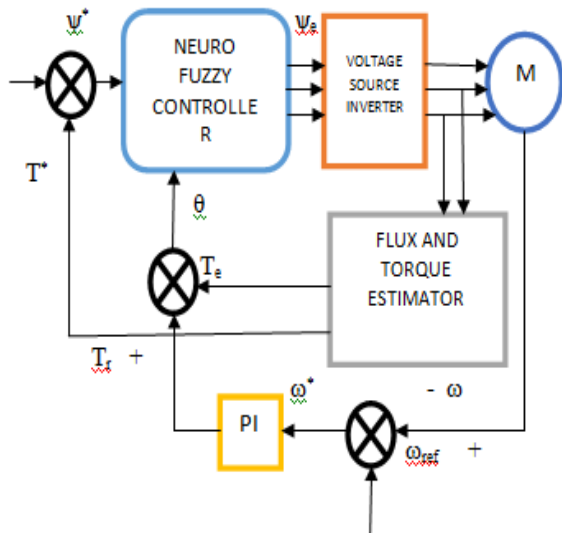 ψ*
NEURO
FUZZY
CONTROLLE
R
ψe
VOLTAGE
SOURCE
INVERTER
M
T*
θ
Te
FLUX AND
TORQUE
ESTIMATOR
Tr +
PI
ω*
- ω
ωref +